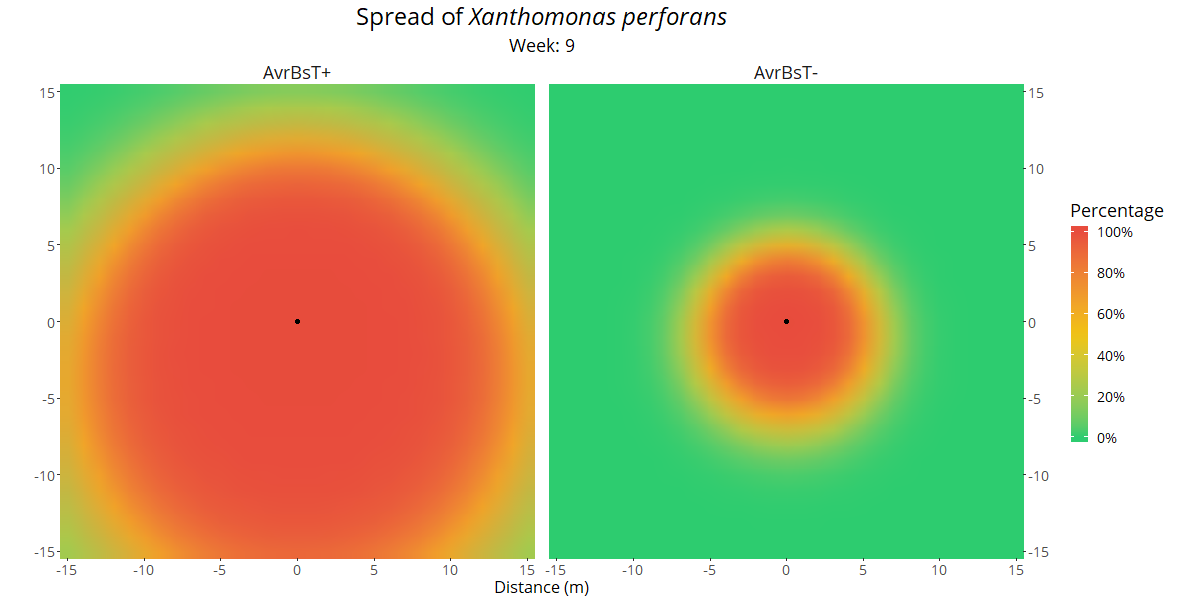 Spread of Xanthomonas perforans
Week: 9
AvrBsT+
AvrBsT-
15
10
5
0
-5
-10
-15
-15 -10 -5 0 5 10 15
-15 -10 -5 0 5 10 15
15
10
5
0
-5
-10
-15
Distance (m)
Percentage
100%
80%
60%
40%
20%
0%